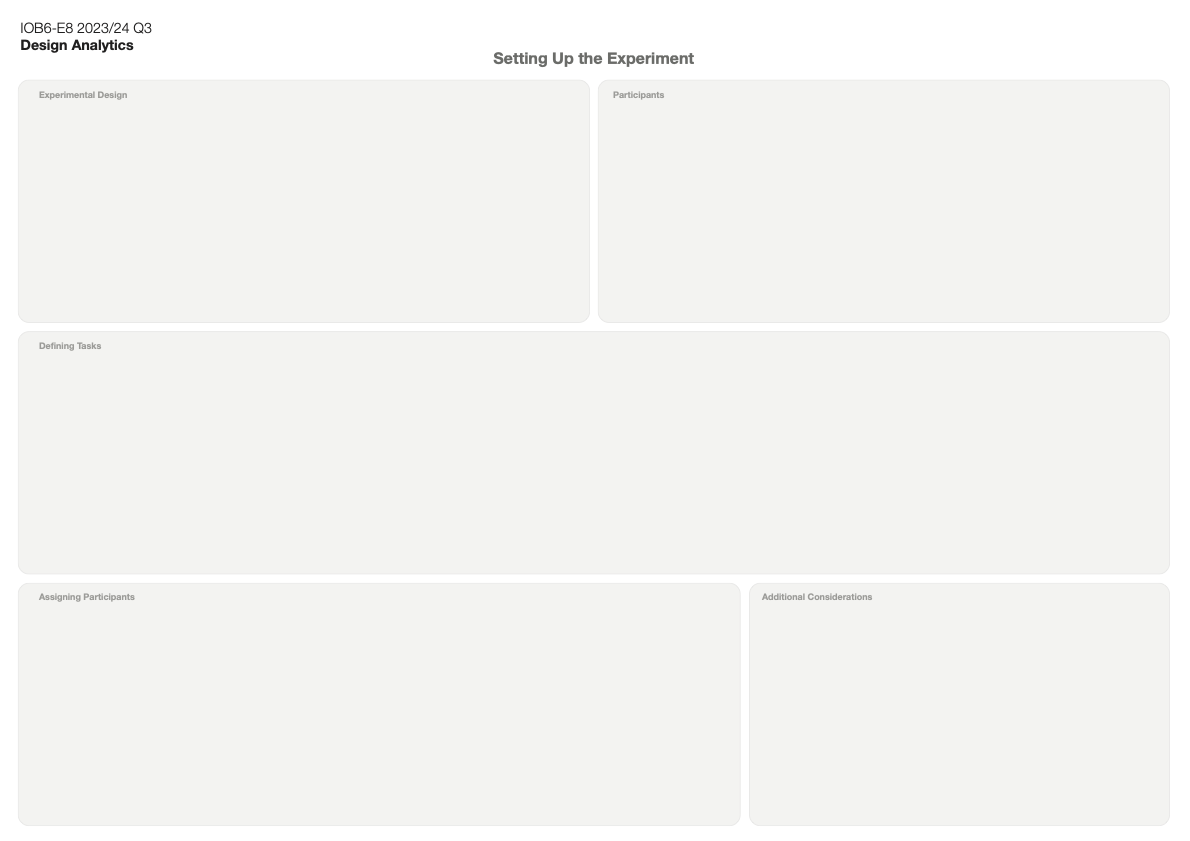 IOB6-E8 2023/24 Q3
Design Analytics
Setting Up the Experiment
Experimental Design
Participants
Defining Tasks
Assigning Participants
Additional Considerations